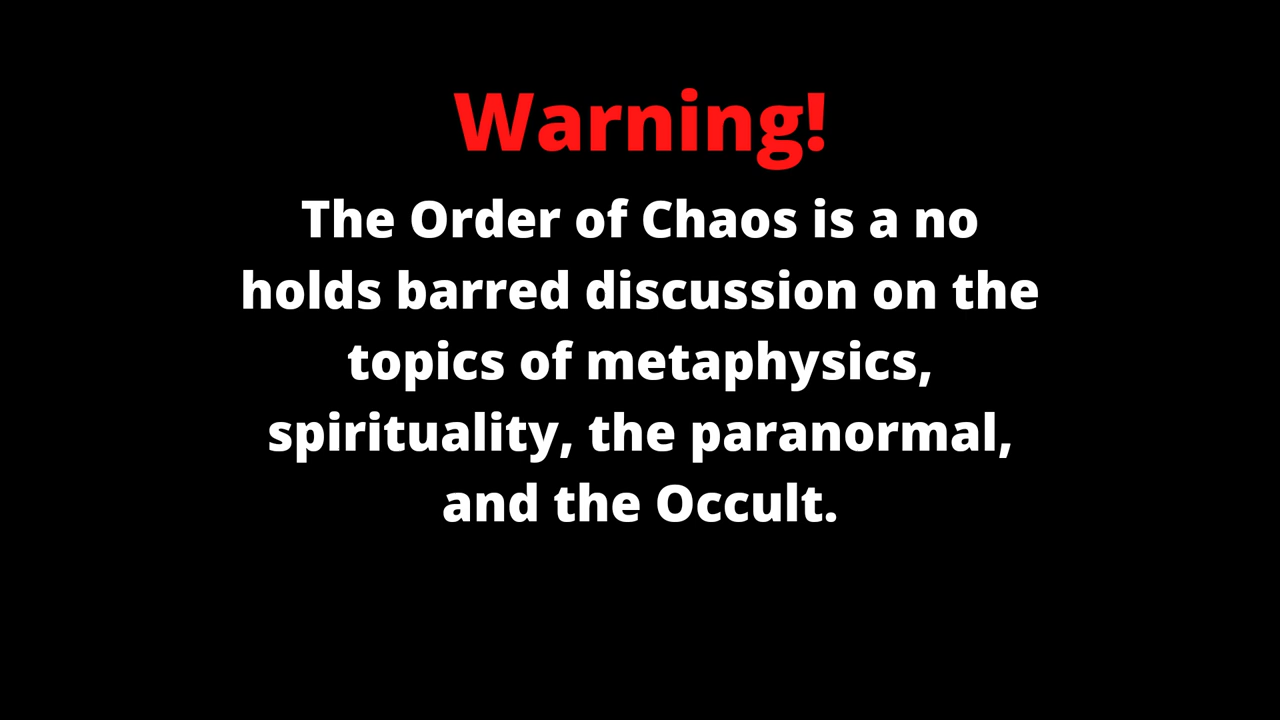 Warning!
The Order of Chaos is a no
holds barred discussion on the
topics of metaphysics,
spirituality, the paranormal,
and the Occult.